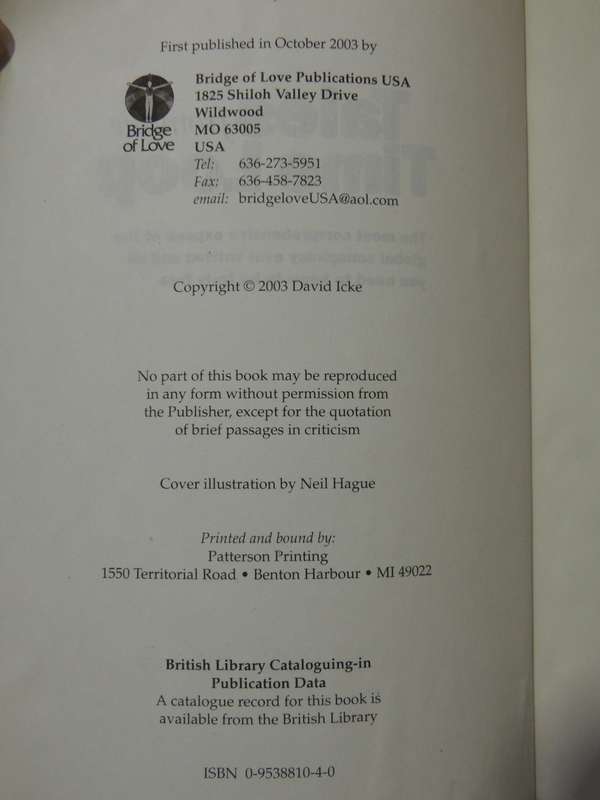 First published in October 2003 by
Bridge of Love
Bridge of Love Publications USA
1825 Shiloh Valley Drive
Wildwood
MO 63005
USA
Tel: 636-273-5951
Fax: 636-458-7823
email: bridgeloveUSA@aol.com
Copyright © 2003 David Icke
No part of this book may be reproduced
in any form without permission from
the Publisher, except for the quotation
of brief passages in criticism
Cover illustration by Neil Hague
Printed and bound by:
Patterson Printing
1550 Territorial Road • Benton Harbour • MI 49022
British Library Cataloguing-in
Publication Data
A catalogue record for this book is
available from the British Library
ISBN 0-9538810-4-0